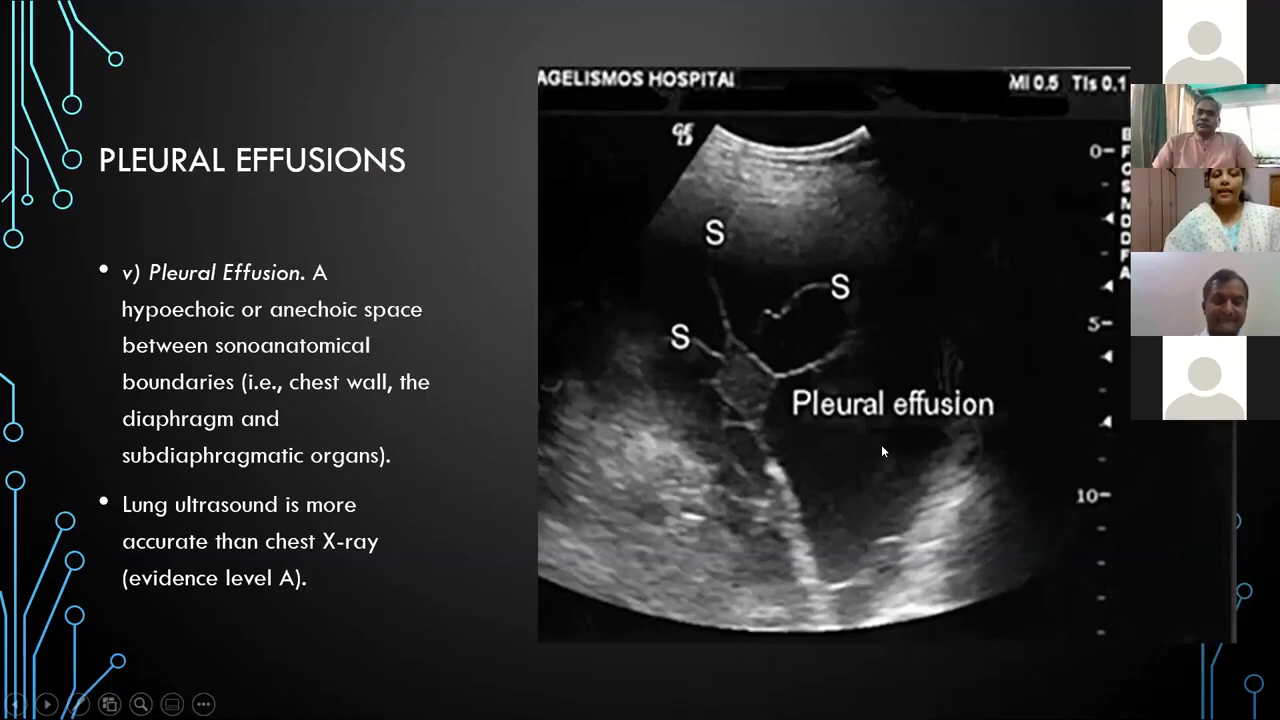 PLEURAL EFFUSIONS
• v) Pleural Effusion. A
hypoechoic or anechoic space
between sonoanatomical
boundaries (i.e., chest wall, the
diaphragm and
subdiaphragmatic organs).
• Lung ultrasound is more
accurate than chest X-ray
(evidence level A).
AGELISMOS HOSPITAL
MI 0.5 TIs 0.1
GE
0-
S
S
S
5-
Pleural effusion
10-